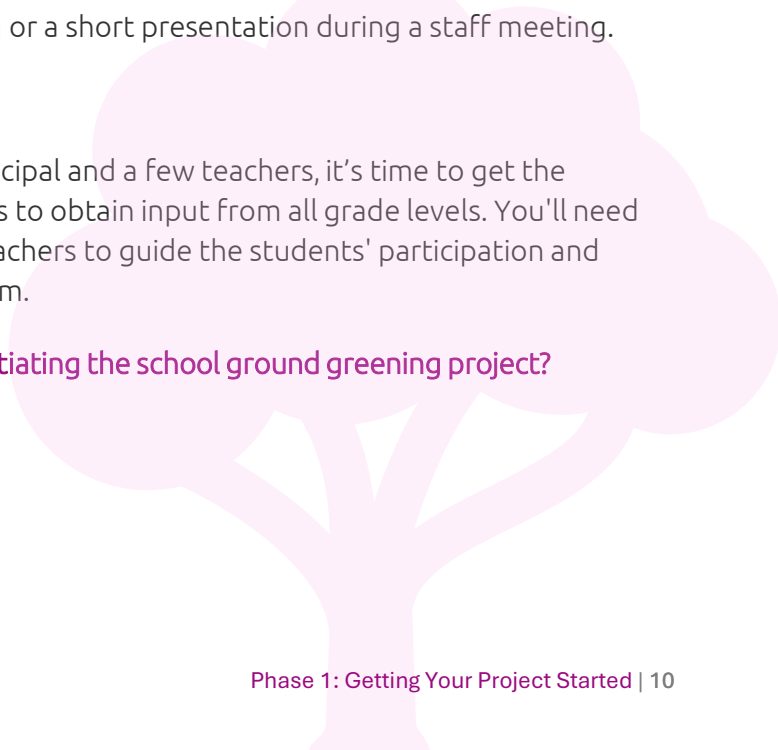 or a short presentation during a staff meeting.
cipal and a few teachers, it’s time to get the
s to obtain input from all grade levels. You'll need
achers to guide the students' participation and
m.
tiating the school ground greening project?
Phase 1: Getting Your Project Started | 10